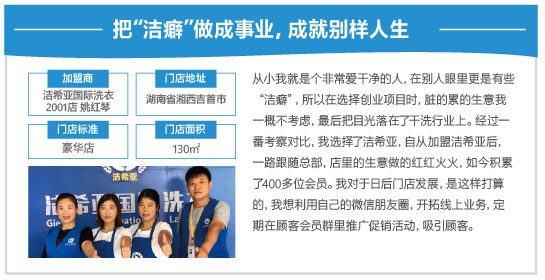 把“洁癖”做成事业，成就别样人生
加盟商
洁希亚国际洗衣
2001店 姚红琴
门店地址
湖南省湘西吉首市
门店标准
豪华店
门店面积
130㎡
洁希亚
洁希亚国际洗
从小我就是个非常爱干净的人，在别人眼里更是有些
“洁癖”，所以在选择创业项目时，脏的累的生意我
一概不考虑，最后把目光落在了干洗行业上。经过一
番考察对比，我选择了洁希亚，自从加盟洁希亚后，
一路跟随总部，店里的生意做的红红火火，如今积累
了400多位会员。我对于日后门店发展，是这样打算
的，我想利用自己的微信朋友圈，开拓线上业务，定
期在顾客会员群里推广促销活动，吸引顾客。